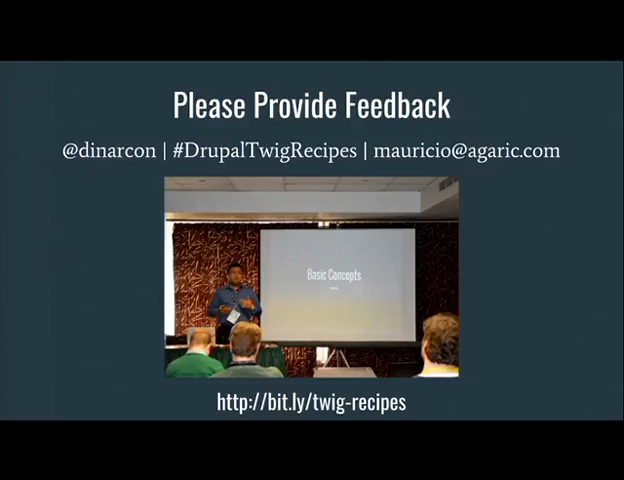 Please Provide Feedback
@dinarcon | #DrupalTwigRecipes | mauricio@agaric.com
Basic Concepts
http://bit.ly/twig-recipes